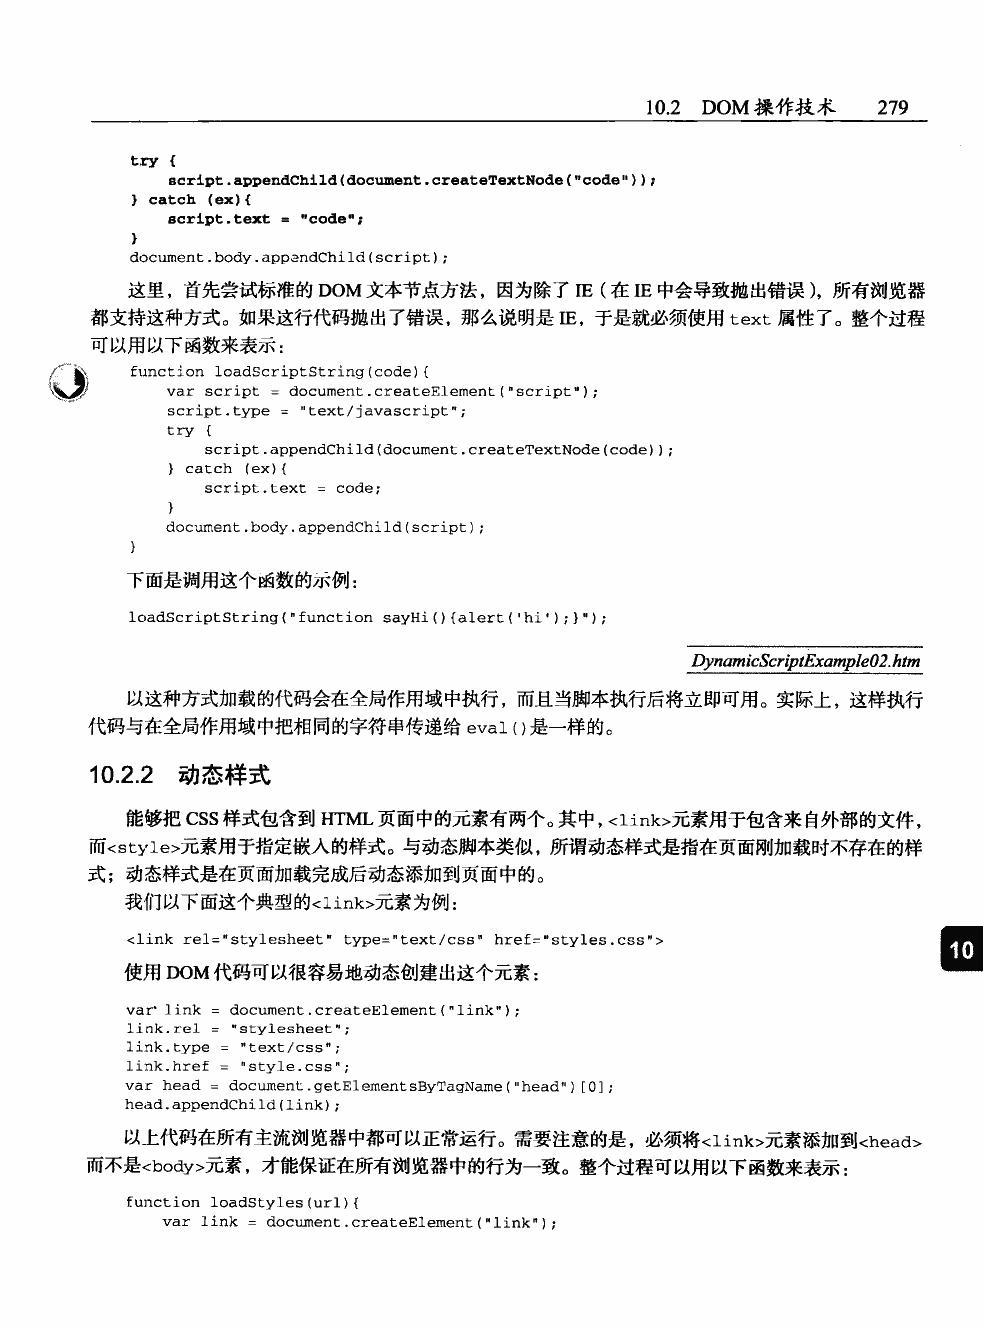 10.2 DOM 操作技术 279
try {
script.appendChild(document.createTextNode("code"));
} catch (ex){
script.text = "code";
}
document.body.appendChild(script);
这里，首先尝试标准的 DOM 文本节点方法，因为除了 IE（在 IE 中会导致抛出错误），所有浏览器
都支持这种方式。如果这行代码抛出了错误，那么说明是 IE，于是就必须使用 text 属性了。整个过程
可以用以下函数来表示：
function loadScriptString(code){
var script = document.createElement("script");
script.type = "text/javascript";
try {
script.appendChild(document.createTextNode(code));
} catch (ex){
script.text = code;
}
document.body.appendChild(script);
}
下面是调用这个函数的示例：
loadScriptString("function sayHi(){alert('hi');}");
DynamicScriptExample02.htm
以这种方式加载的代码会在全局作用域中执行，而且当脚本执行后将立即可用。实际上，这样执行
代码与在全局作用域中把相同的字符串传递给 eval()是一样的。
10.2.2 动态样式
能够把 CSS 样式包含到 HTML 页面中的元素有两个。其中，<link>元素用于包含来自外部的文件，
而<style>元素用于指定嵌入的样式。与动态脚本类似，所谓动态样式是指在页面刚加载时不存在的样
式；动态样式是在页面加载完成后动态添加到页面中的。
我们以下面这个典型的<link>元素为例：
<link rel="stylesheet" type="text/css" href="styles.css">
10
使用 DOM 代码可以很容易地动态创建出这个元素：
var link = document.createElement("link");
link.rel = "stylesheet";
link.type = "text/css";
link.href = "style.css";
var head = document.getElementsByTagName("head")[0];
head.appendChild(link);
以上代码在所有主流浏览器中都可以正常运行。需要注意的是，必须将<link>元素添加到<head>
而不是<body>元素，才能保证在所有浏览器中的行为一致。整个过程可以用以下函数来表示：
function loadStyles(url){
var link = document.createElement("link");